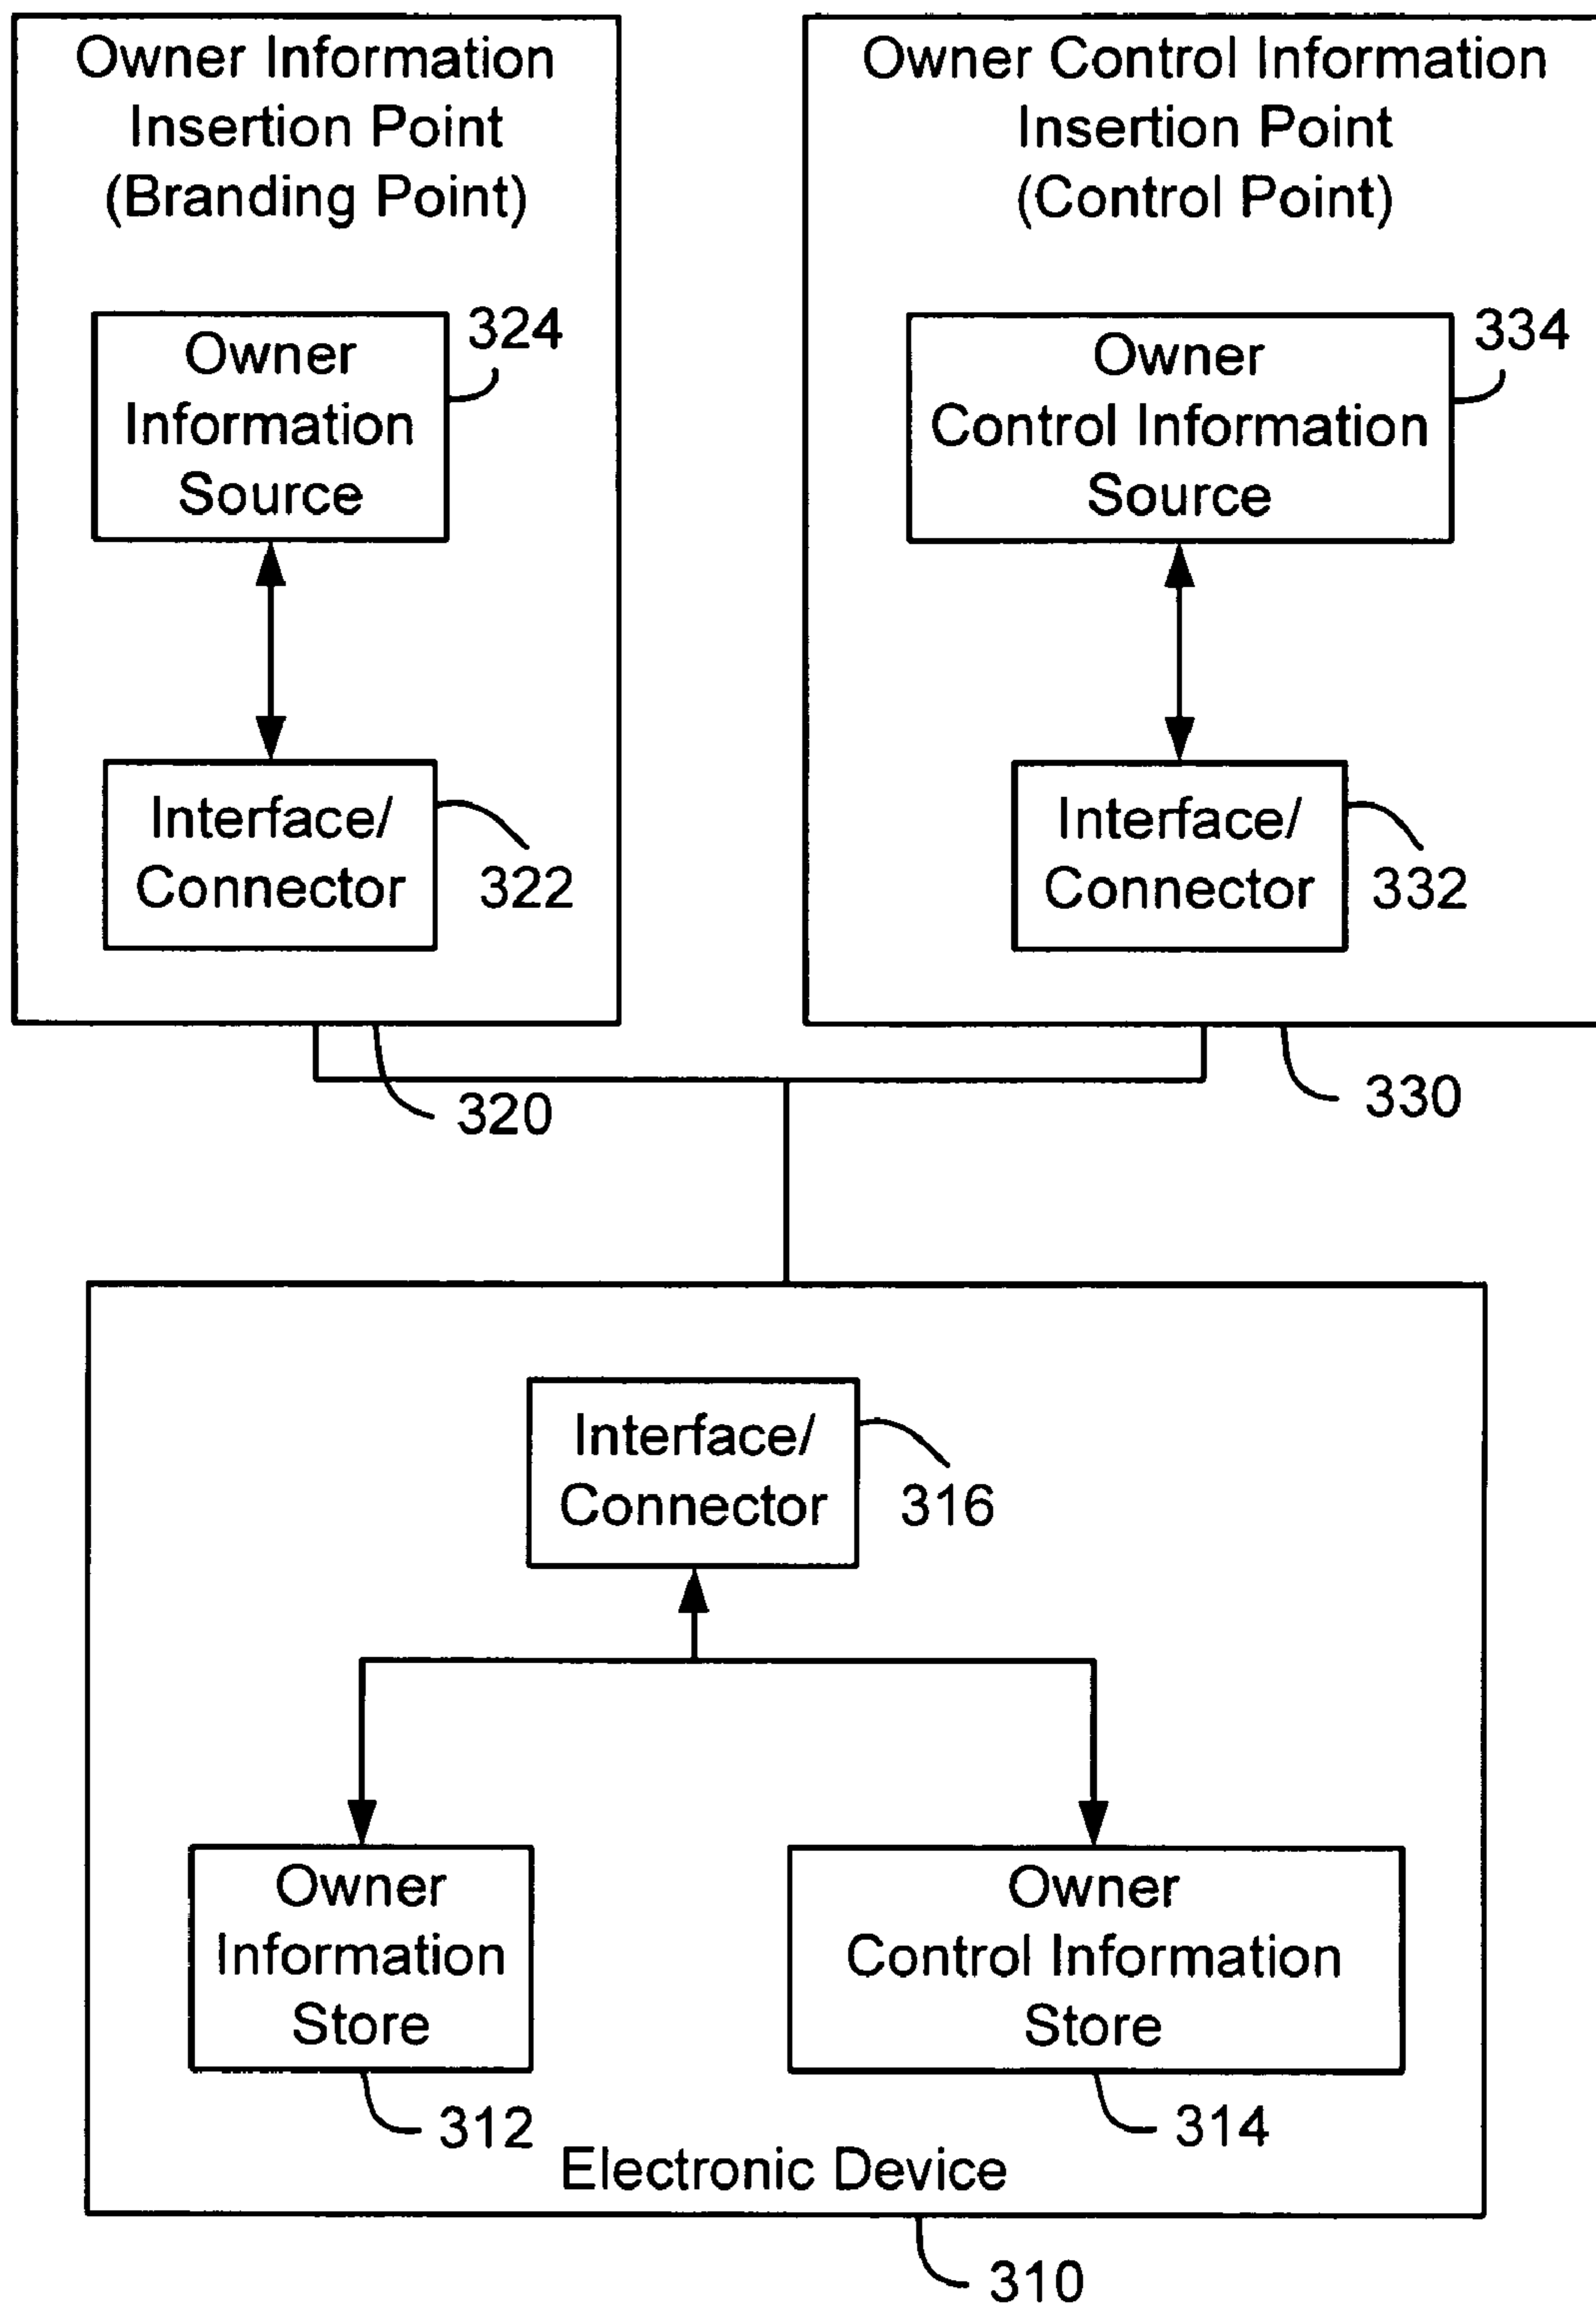 Owner Information
Insertion Point
(Branding Point)
Owner
Information
Source
324
Interface/
Connector
322
320
Owner Control Information
Insertion Point
(Control Point)
Owner
Control Information
Source
334
Interface/
Connector
332
330
Interface/
Connector
316
Owner
Information
Store
312
Owner
Control Information
Store
314
Electronic Device
310